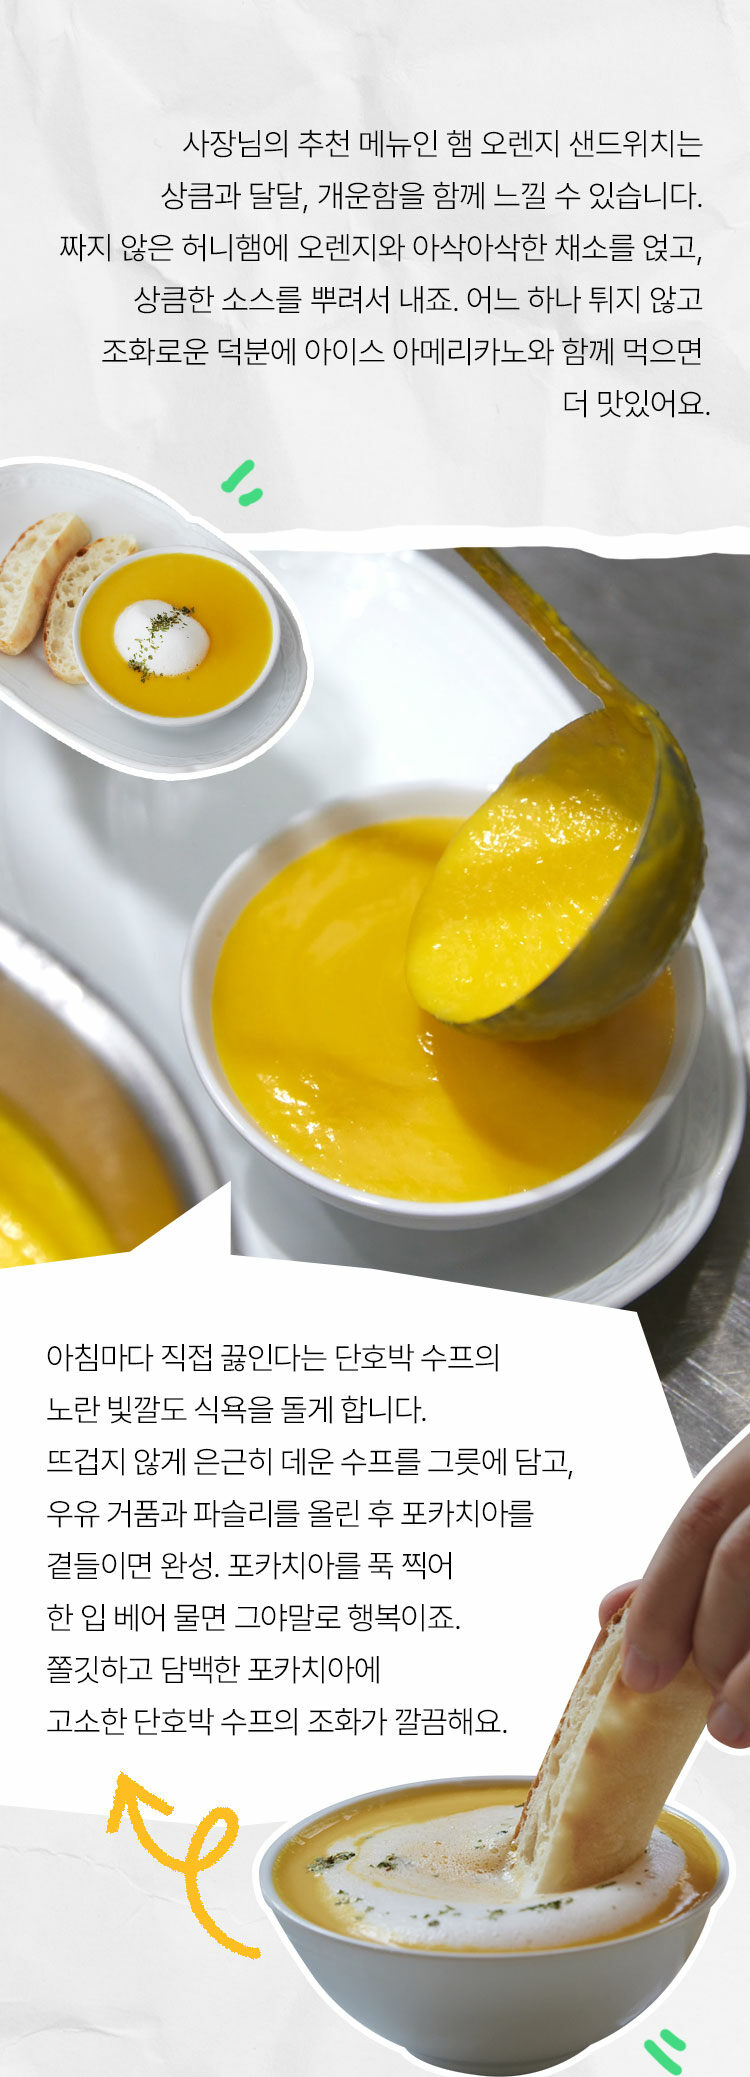 사장님의 추천 메뉴인 햄 오렌지 샌드위치는
상큼과 달달, 개운함을 함께 느낄 수 있습니다.
짜지 않은 허니햄에 오렌지와 아삭아삭한 채소를 얹고,
상큼한 소스를 뿌려서 내죠. 어느 하나 튀지 않고
조화로운 덕분에 아이스 아메리카노와 함께 먹으면
더 맛있어요.
아침마다 직접 끓인다는 단호박 수프의
노란 빛깔도 식욕을 돌게 합니다.
뜨겁지 않게 은근히 데운 수프를 그릇에 담고,
우유 거품과 파슬리를 올린 후 포카치아를
곁들이면 완성. 포카치아를 푹 찍어
한 입 베어 물면 그야말로 행복이죠.
쫄깃하고 담백한 포카치아에
고소한 단호박 수프의 조화가 깔끔해요.